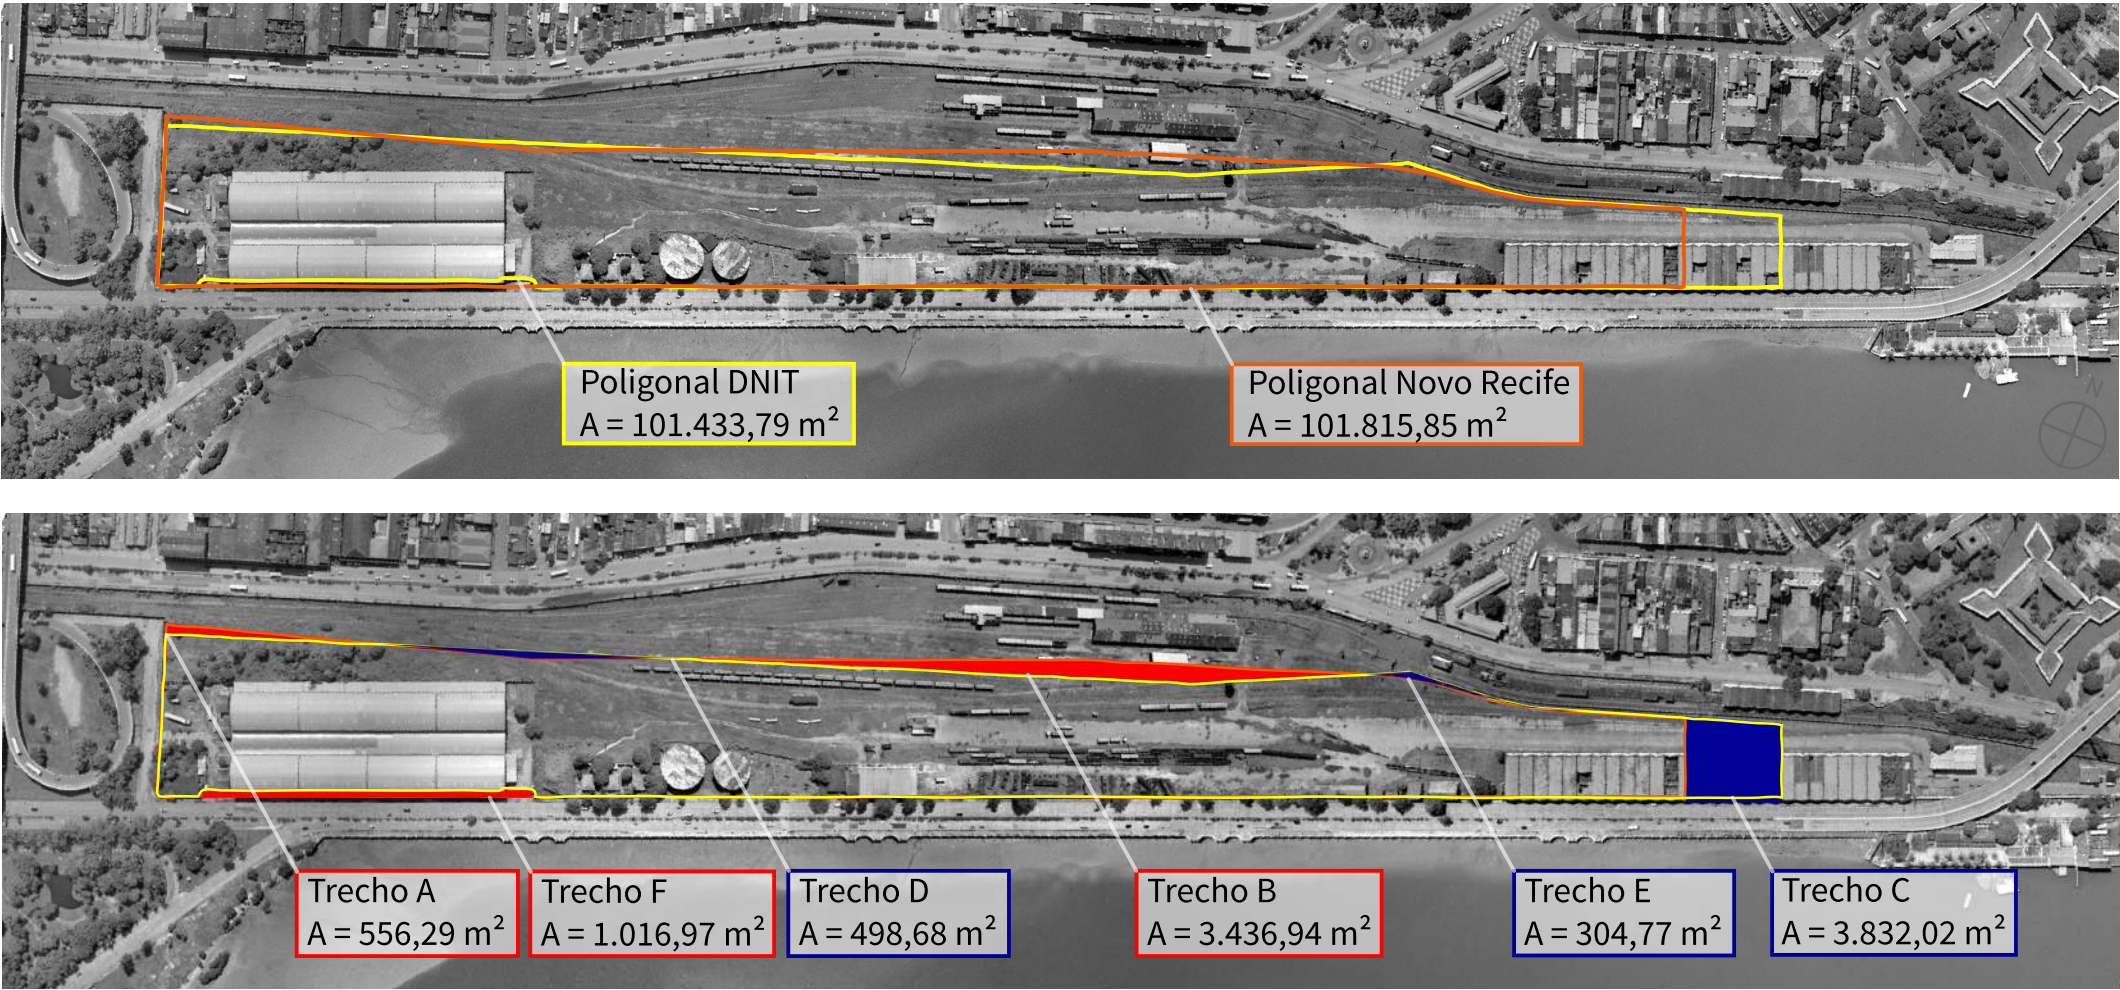 Poligonal DNIT
A = 101.433,79 m²
Poligonal Novo Recife
A = 101.815,85 m²
N
Trecho A
A = 556,29 m²
Trecho F
A = 1.016,97 m²
Trecho D
A = 498,68 m²
Trecho B
A = 3.436,94 m²
Trecho E
A = 304,77 m²
Trecho C
A = 3.832,02 m²